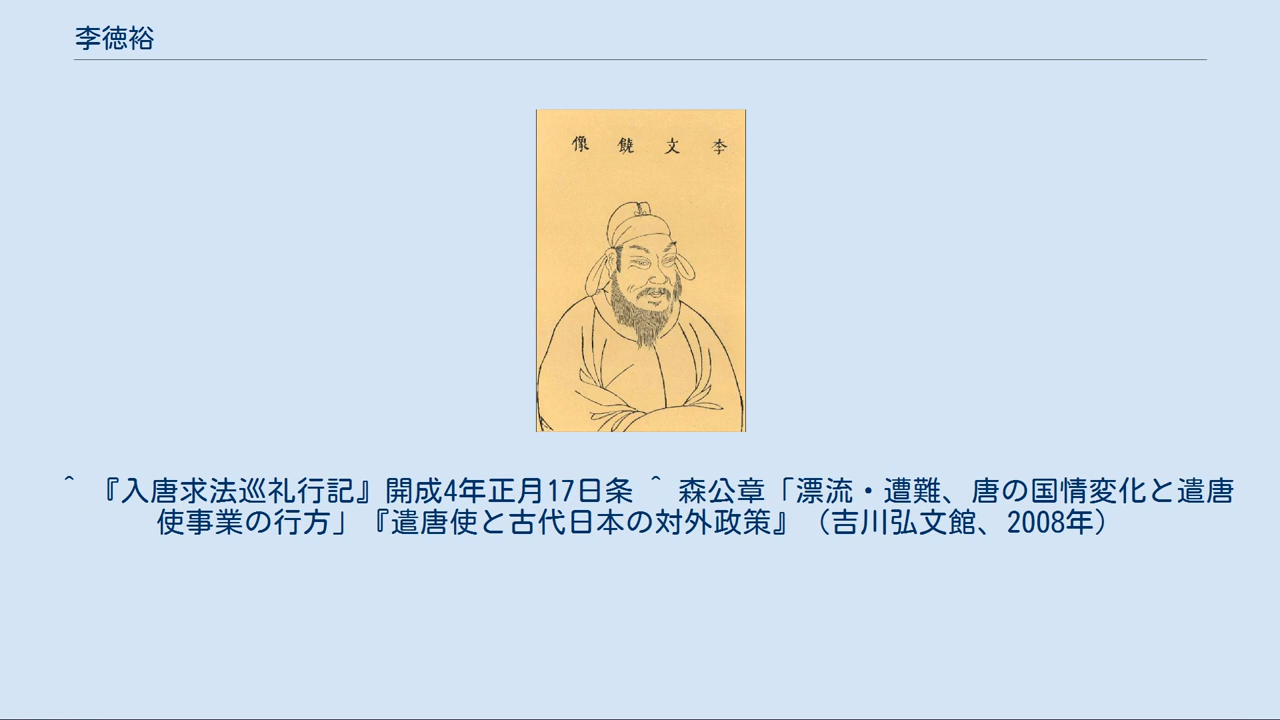 李徳裕
李文饒像
^ 『入唐求法巡礼行記』開成4年正月17日条 ^ 森公章「漂流・遭難、唐の国情変化と遣唐
使事業の行方」『遣唐使と古代日本の対外政策』（吉川弘文館、2008年）